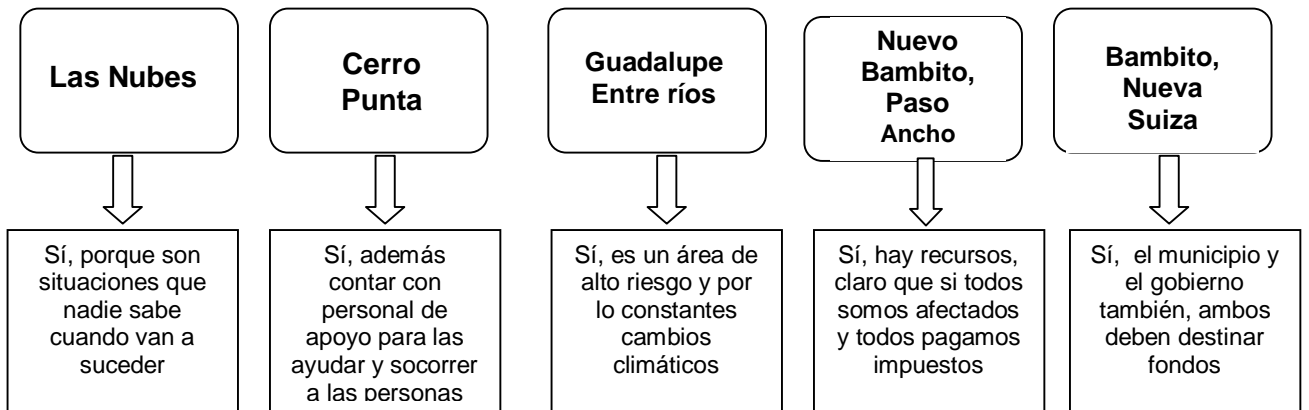 Las Nubes
Cerro
Punta
Guadalupe
Entre ríos
Nuevo
Bambito,
Paso
Ancho
Bambito,
Nueva
Suiza
Sí, porque son
situaciones que
nadie sabe
cuando van a
suceder
Sí, además
contar con
personal de
apoyo para las
ayudar y socorrer
a las personas
Sí, es un área de
alto riesgo y por
lo constantes
cambios
climáticos
Sí, hay recursos,
claro que si todos
somos afectados
y todos pagamos
impuestos
Sí, el municipio y
el gobierno
también, ambos
deben destinar
fondos